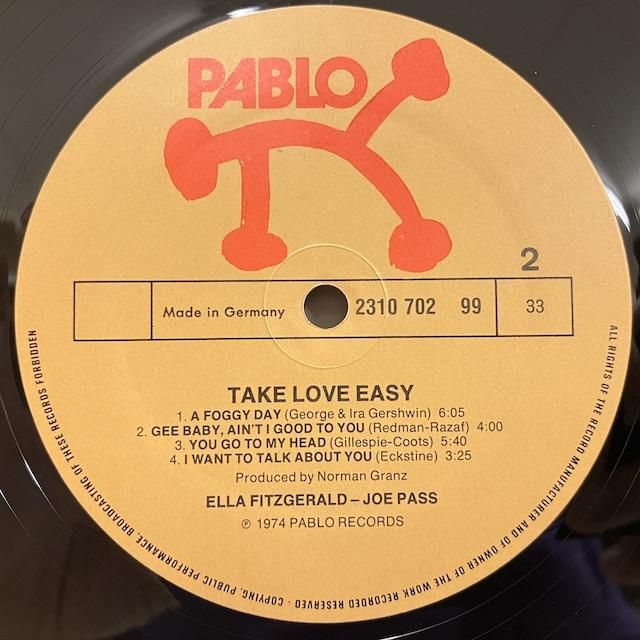 PABLO
2
Made in Germany
2310 702 99
33
TAKE LOVE EASY
1. A FOGGY DAY (George & Ira Gershwin) 6:05
2. GEE BABY, AIN'T I GOOD TO YOU (Redman-Razaf) 4:00
3. YOU GO TO MY HEAD (Gillespie-Coots) 5:40
4. I WANT TO TALK ABOUT YOU (Eckstine) 3:25
Produced by Norman Granz
ELLA FITZGERALD – JOE PASS
℗ 1974 PABLO RECORDS
ALL RIGHTS OF THE RECORD MANUFACTURER AND OF OWNER OF THE WORK RECORDED RESERVED · COPYING, PUBLIC PERFORMANCE, BROADCASTING OF THESE RECORDS FORBIDDEN